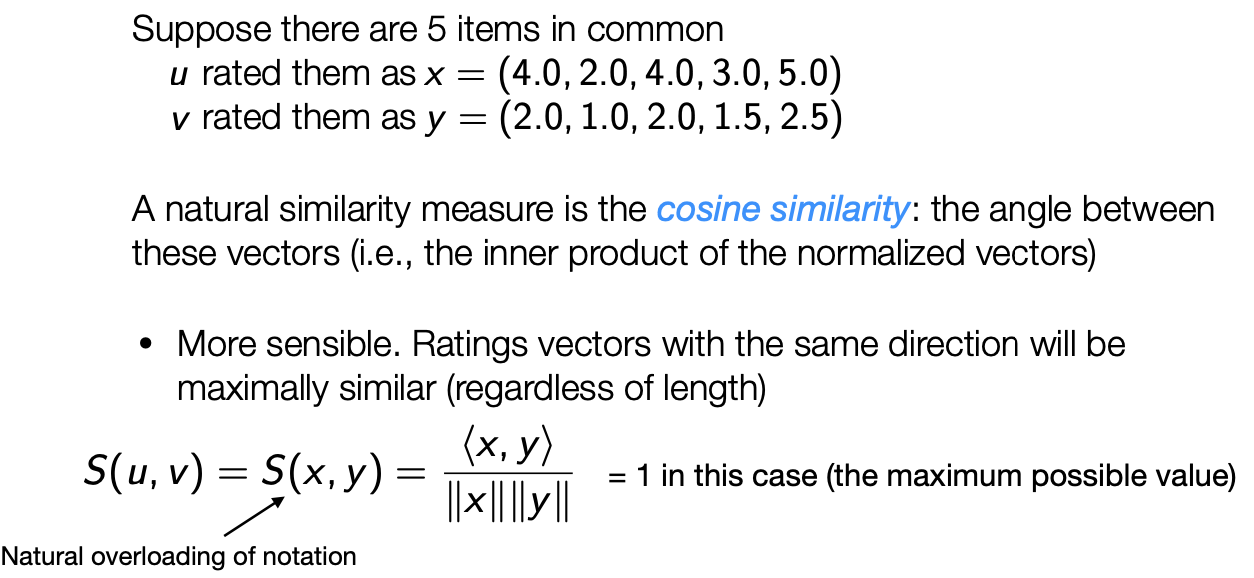 Suppose there are 5 items in common
u rated them as x = (4.0, 2.0, 4.0, 3.0, 5.0)
v rated them as y = (2.0, 1.0, 2.0, 1.5, 2.5)
A natural similarity measure is the cosine similarity: the angle between
these vectors (i.e., the inner product of the normalized vectors)
• More sensible. Ratings vectors with the same direction will be
maximally similar (regardless of length)
S(u, v) = S(x, y) = ⟨x, y⟩ / ‖x‖‖y‖ = 1 in this case (the maximum possible value)
Natural overloading of notation